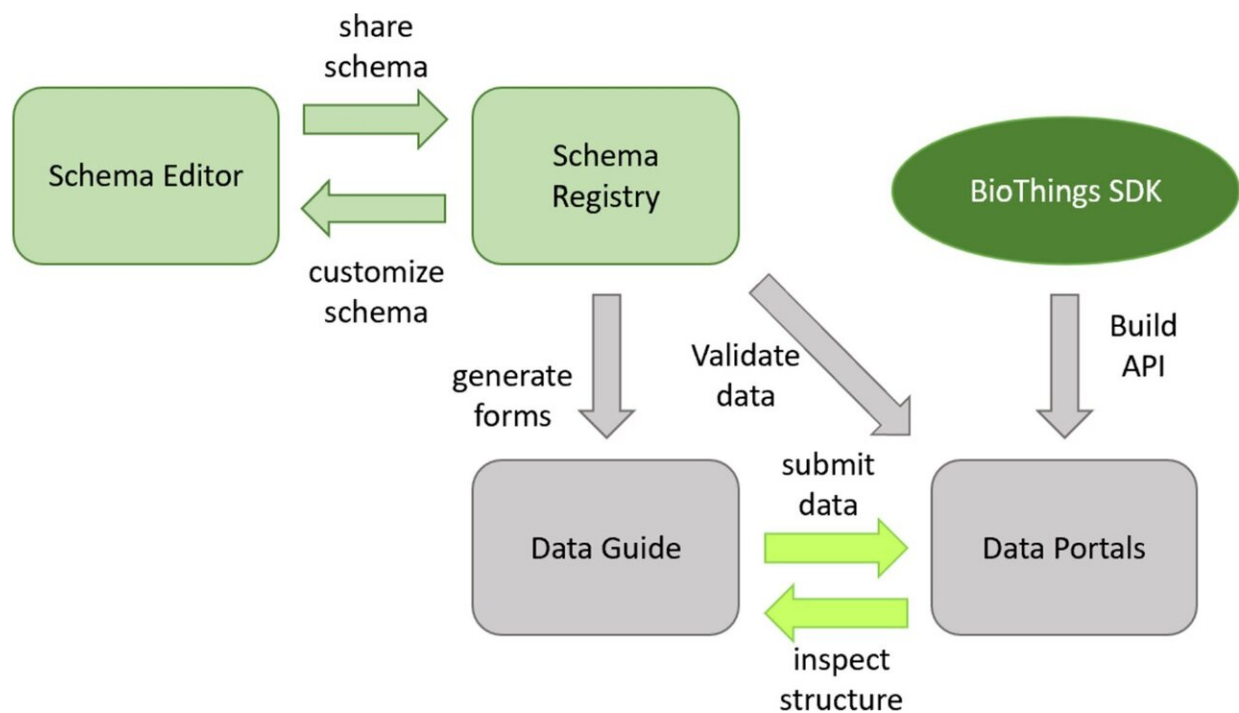 share
schema
Schema Editor
Schema
Registry
BioThings SDK
customize
schema
generate
forms
Validate
data
Build
API
submit
data
Data Guide
Data Portals
inspect
structure